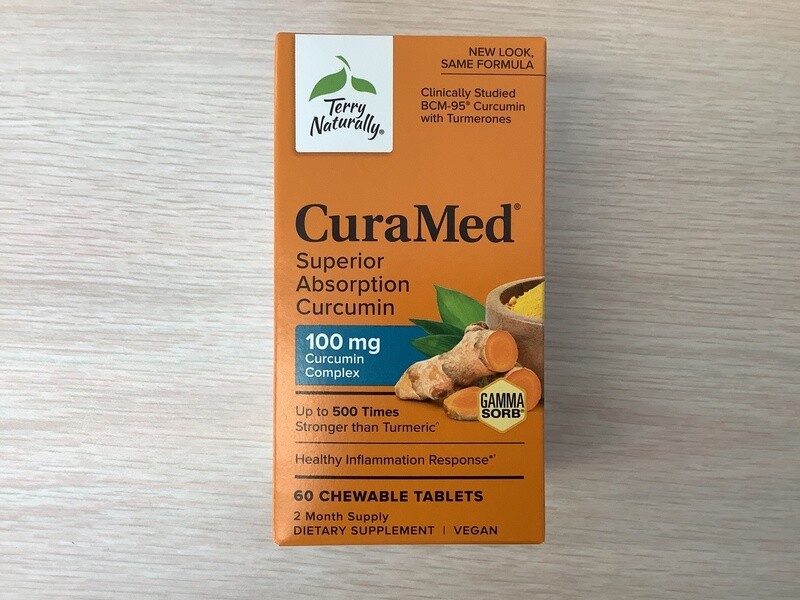 Terry
Naturally®
NEW LOOK,
SAME FORMULA
Clinically Studied
BCM-95® Curcumin
with Turmerones
CuraMed®
Superior
Absorption
Curcumin
100 mg
Curcumin
Complex
GAMMA
SORB®
Up to 500 Times
Stronger than Turmeric^
Healthy Inflammation Response*^
60 CHEWABLE TABLETS
2 Month Supply
DIETARY SUPPLEMENT | VEGAN